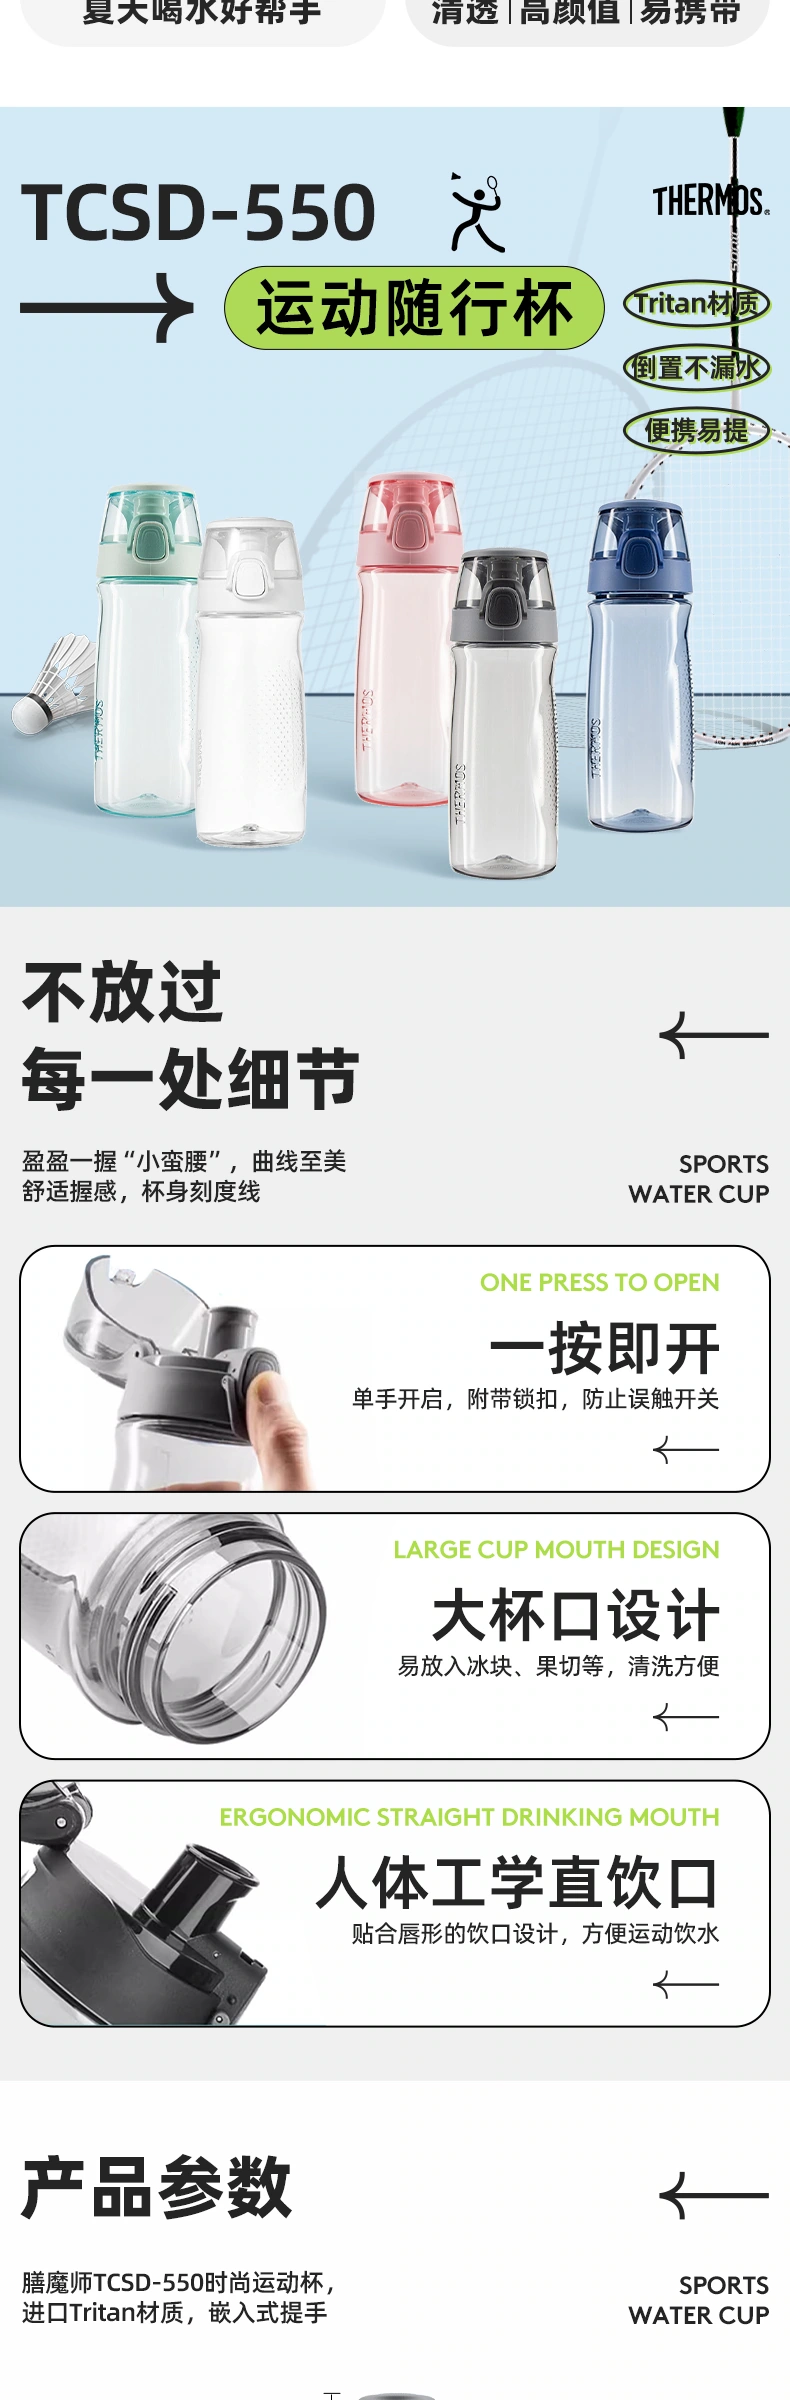 夏天喝水好帮手
清透|高颜值|易携带
TCSD-550
THERMOS
运动随行杯
Tritan材质
倒置不漏水
便携易提
THERMOS
THERMOS
THERMOS
THERMOS
不放过
每一处细节
盈盈一握“小蛮腰”，曲线至美
舒适握感，杯身刻度线
SPORTS
WATER CUP
ONE PRESS TO OPEN
一按即开
单手开启，附带锁扣，防止误触开关
LARGE CUP MOUTH DESIGN
大杯口设计
易放入冰块、果切等，清洗方便
ERGONOMIC STRAIGHT DRINKING MOUTH
人体工学直饮口
贴合唇形的饮口设计，方便运动饮水
产品参数
膳魔师TCSD-550时尚运动杯，
进口Tritan材质，嵌入式提手
SPORTS
WATER CUP